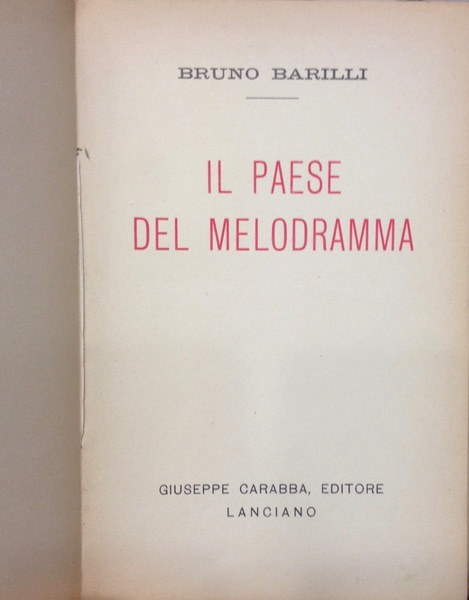 BRUNO BARILLI
IL PAESE
DEL MELODRAMMA
GIUSEPPE CARABBA, EDITORE
LANCIANO